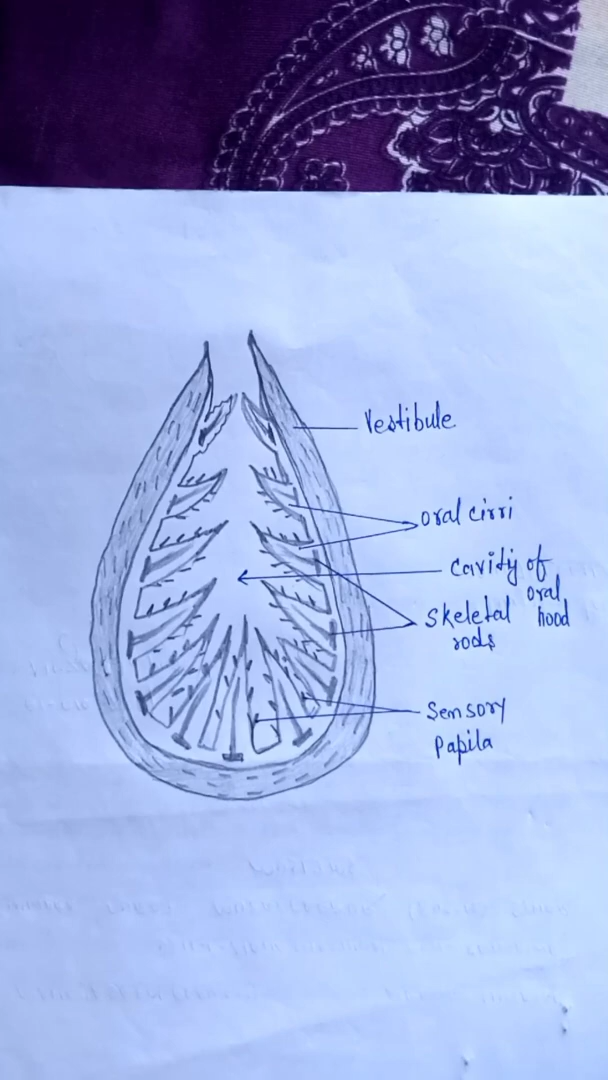 Vestibule
oral cirri
cavity of
oral
hood
Skeletal
rods
Sensory
Papila